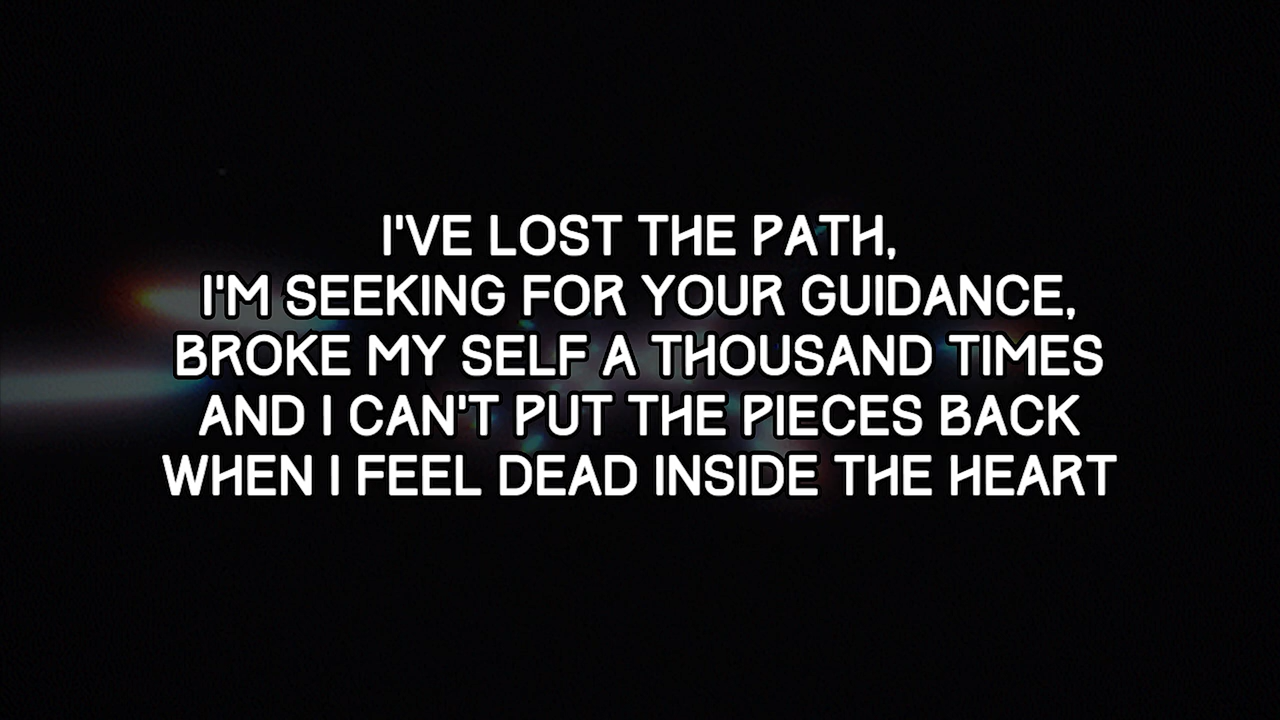 I'VE LOST THE PATH,
I'M SEEKING FOR YOUR GUIDANCE,
BROKE MY SELF A THOUSAND TIMES
AND I CAN'T PUT THE PIECES BACK
WHEN I FEEL DEAD INSIDE THE HEART